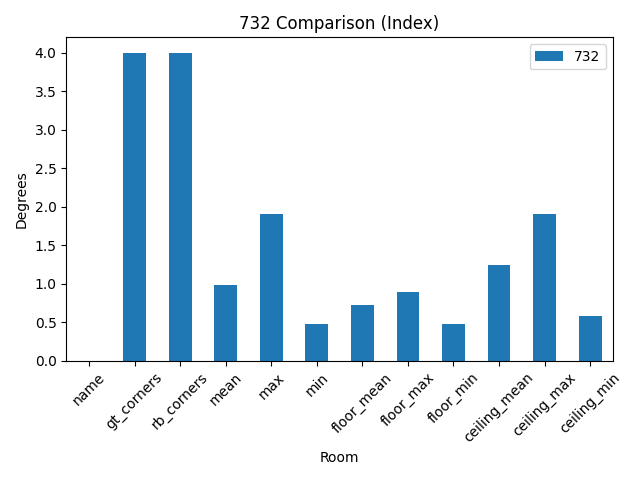 732 Comparison (Index)
732
Degrees
4.0
3.5
3.0
2.5
2.0
1.5
1.0
0.5
0.0
name
gt_corners
rb_corners
mean
max
min
floor_mean
floor_max
floor_min
ceiling_mean
ceiling_max
ceiling_min
Room